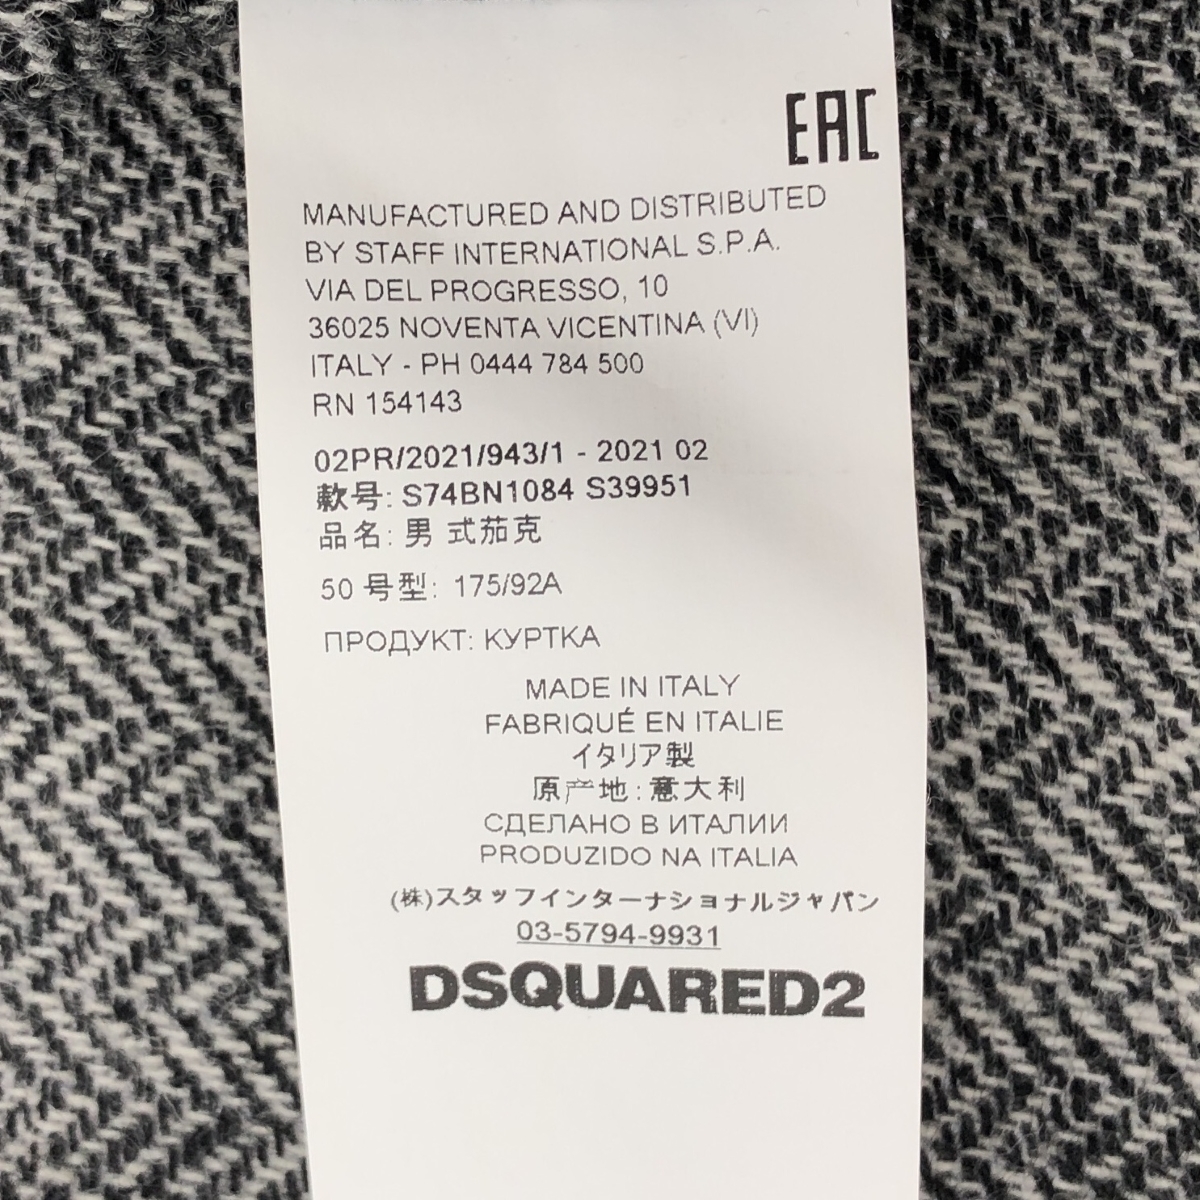 EAC
MANUFACTURED AND DISTRIBUTED
BY STAFF INTERNATIONAL S.P.A.
VIA DEL PROGRESSO, 10
36025 NOVENTA VICENTINA (VI)
ITALY - PH 0444 784 500
RN 154143
02PR/2021/943/1 - 2021 02
款号: S74BN1084 S39951
品名: 男 式茄克
50 号型: 175/92A
ПРОДУКТ: КУРТКА
MADE IN ITALY
FABRIQUÉ EN ITALIE
イタリア製
原产地: 意大利
СДЕЛАНО В ИТАЛИИ
PRODUZIDO NA ITALIA
(株)スタッフインターナショナルジャパン
03-5794-9931
DSQUARED2